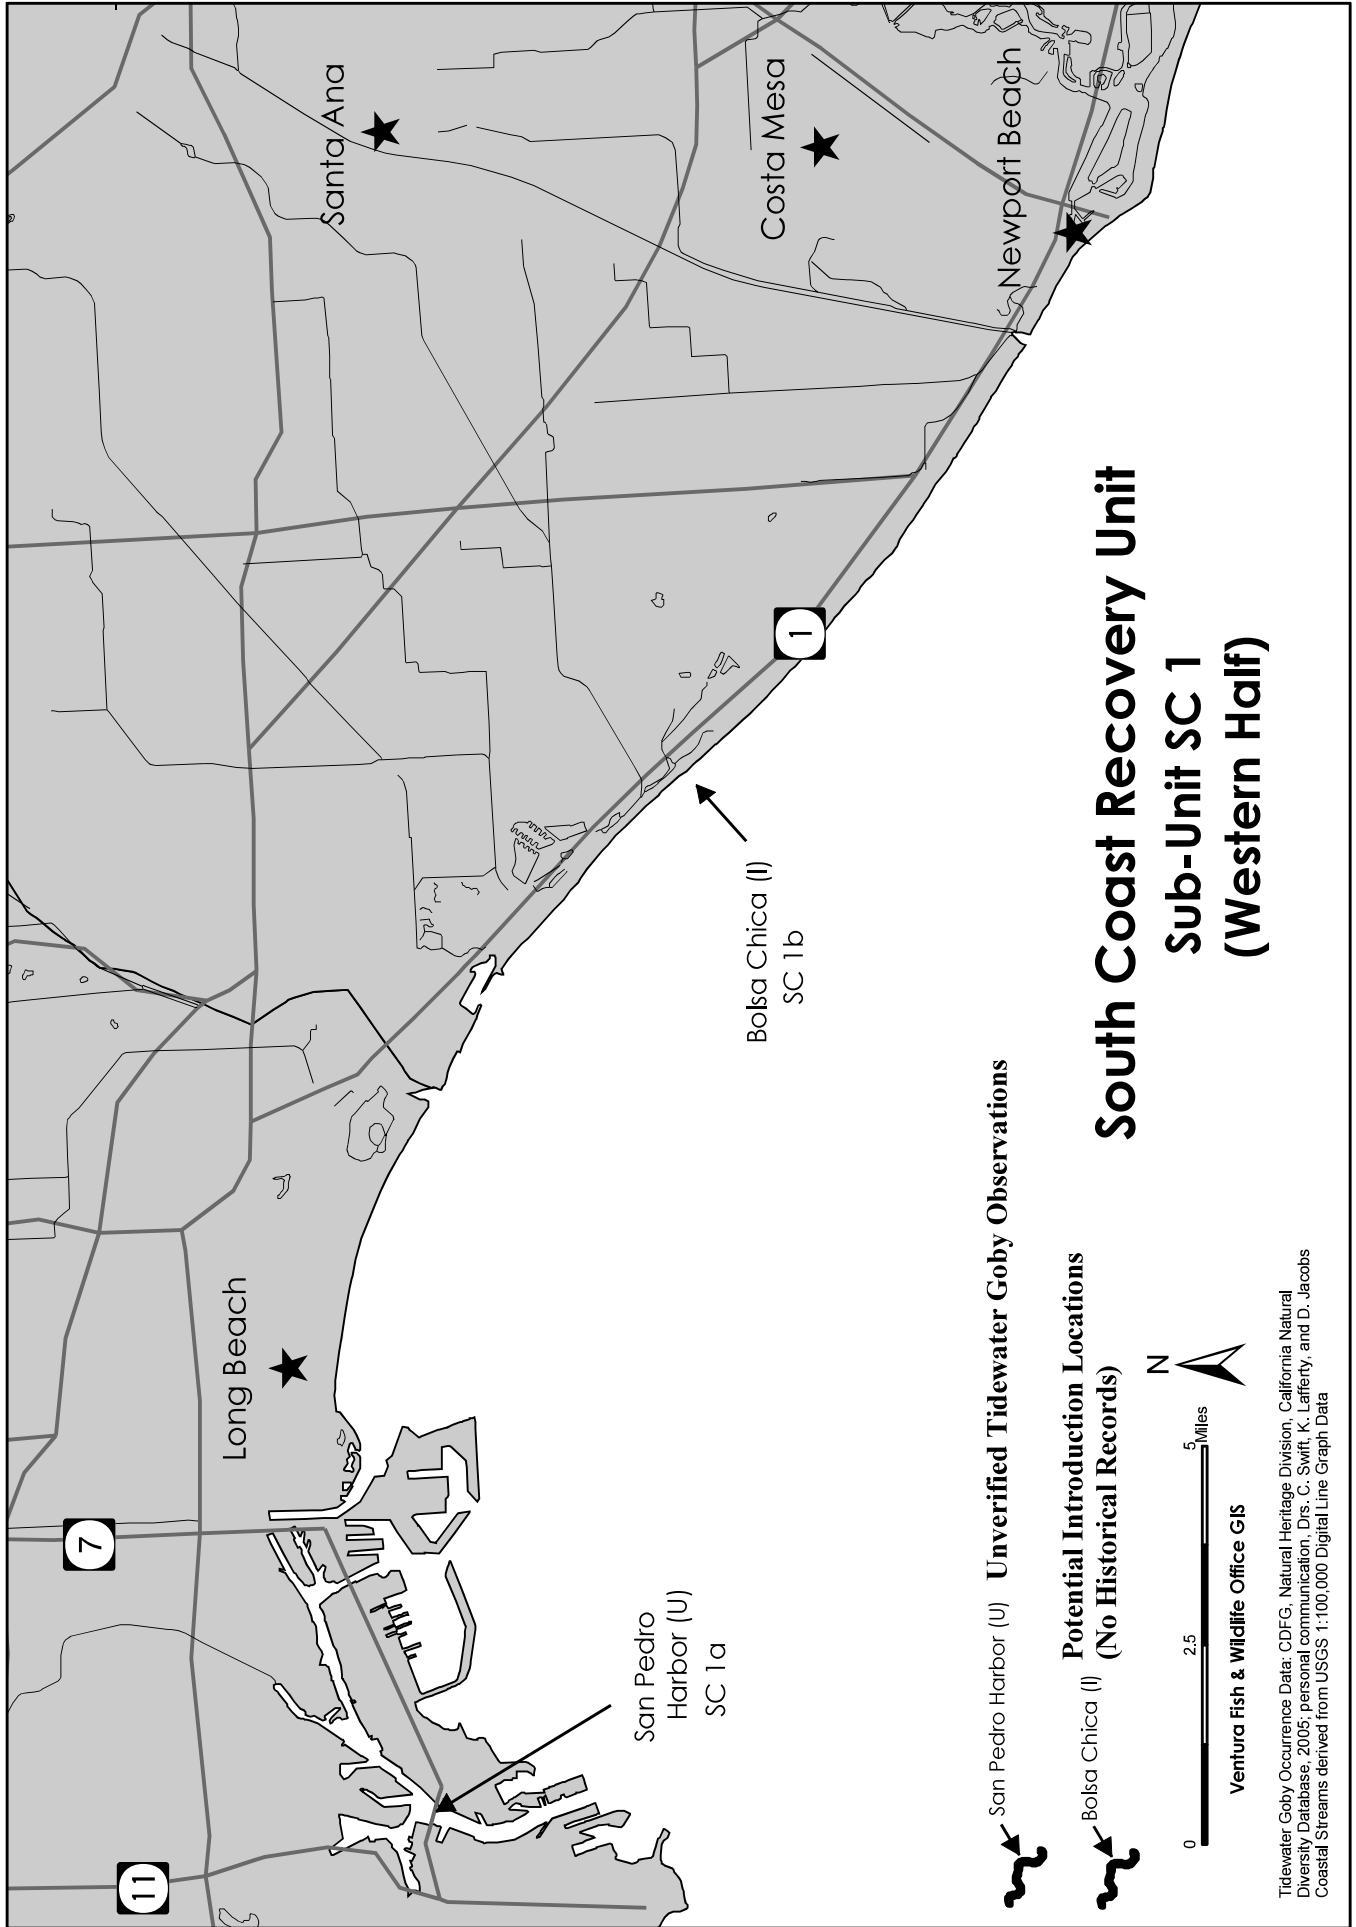 11
7
Long Beach
Santa Ana
Costa Mesa
Newport Beach
1
San Pedro
Harbor (U)
SC 1a
Bolsa Chica (I)
SC 1b
South Coast Recovery Unit
Sub-Unit SC 1
(Western Half)
San Pedro Harbor (U) Unverified Tidewater Goby Observations
Bolsa Chica (I) Potential Introduction Locations
(No Historical Records)
N
0 2.5 5
Miles
Ventura Fish & Wildlife Office GIS
Tidewater Goby Occurrence Data: CDFG, Natural Heritage Division, California Natural
Diversity Database, 2005; personal communication, Drs. C. Swift, K. Lafferty, and D. Jacobs
Coastal Streams derived from USGS 1:100,000 Digital Line Graph Data